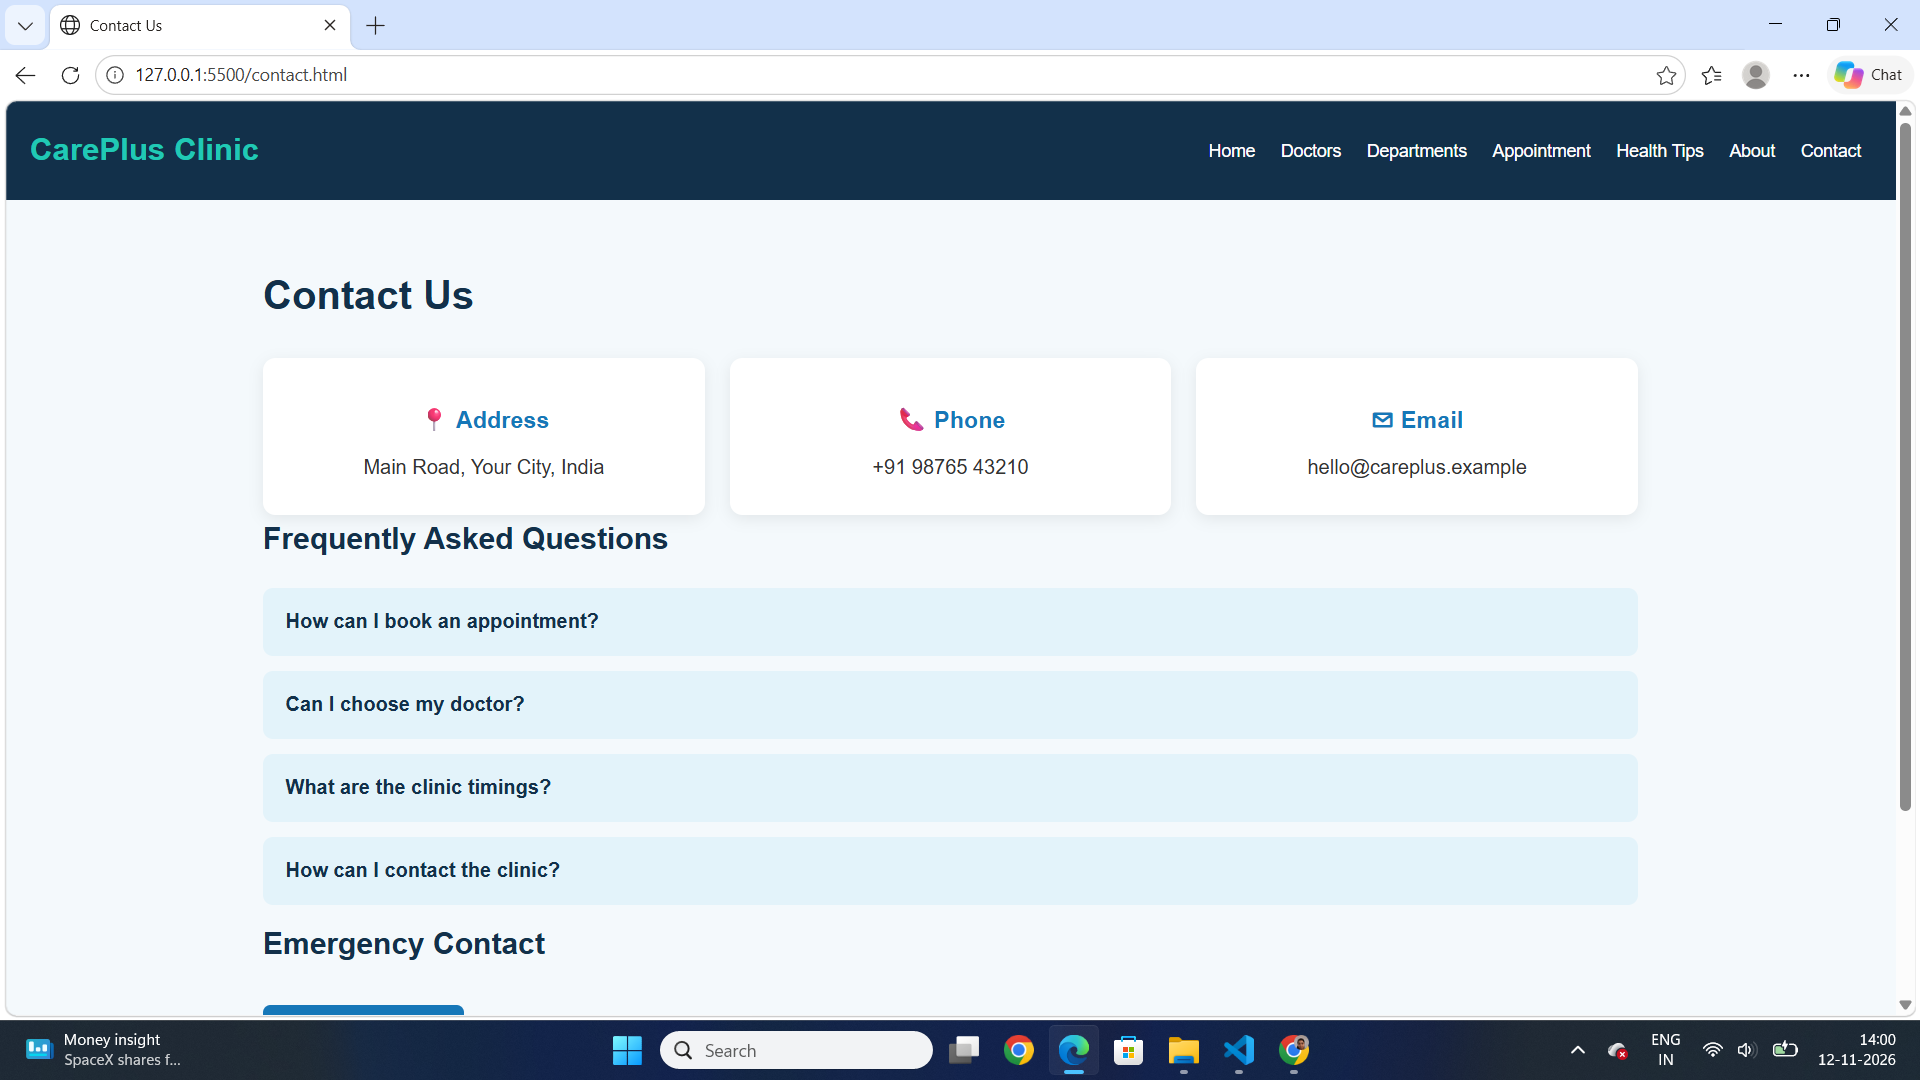 Contact Us
127.0.0.1:5500/contact.html
Chat
CarePlus Clinic
Home Doctors Departments Appointment Health Tips About Contact
Contact Us
Address
Main Road, Your City, India
Phone
+91 98765 43210
Email
hello@careplus.example
Frequently Asked Questions
How can I book an appointment?
Can I choose my doctor?
What are the clinic timings?
How can I contact the clinic?
Emergency Contact
Money insight
SpaceX shares f...
Search
ENG
IN
14:00
12-11-2026